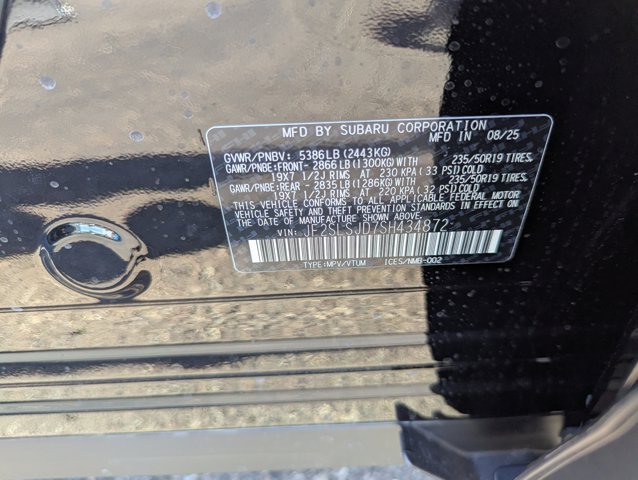 MFD BY SUBARU CORPORATION 08/25
GVWR/PNBV: 5386LB(2443KG)
GAWR/PNBE:FRONT- 2866LB(1300KG)WITH 235/50R19 TIRES,
19X7 1/2J RIMS AT 230 KPA(33 PSI)COLD
GAWR/PNBE:REAR - 2835LB(1286KG)WITH 235/50R19 TIRES,
19X7 1/2J RIMS AT 220 KPA(32 PSI)COLD
THIS VEHICLE CONFORMS TO ALL APPLICABLE FEDERAL MOTOR
VEHICLE SAFETY AND THEFT PREVENTION STANDARDS IN EFFECT ON
THIS DATE OF MANUFACTURE SHOWN ABOVE.
VIN: JF2SLSJD7SH434872
TYPE:MPV/VTUM ICES/NMB-002